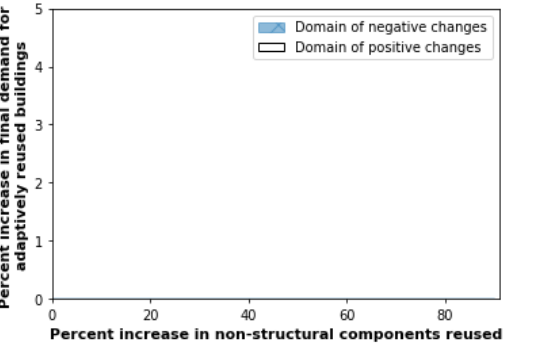 Percent increase in final demand for
adaptively reused buildings
5
4
3
2
1
0
Domain of negative changes
Domain of positive changes
0 20 40 60 80
Percent increase in non-structural components reused